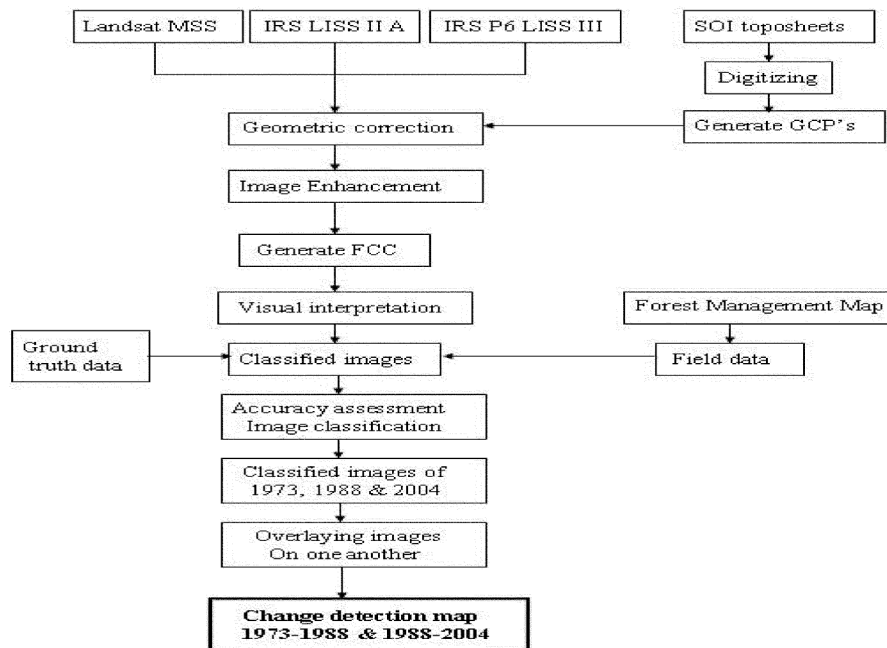 Landsat MSS
IRS LISS II A
IRS P6 LISS III
SOI toposheets
Digitizing
Geometric correction
Generate GCP's
Image Enhancement
Generate FCC
Visual interpretation
Forest Management Map
Ground
truth data
Classified images
Field data
Accuracy assessment
Image classification
Classified images of
1973, 1988 & 2004
Overlaying images
On one another
Change detection map
1973-1988 & 1988-2004